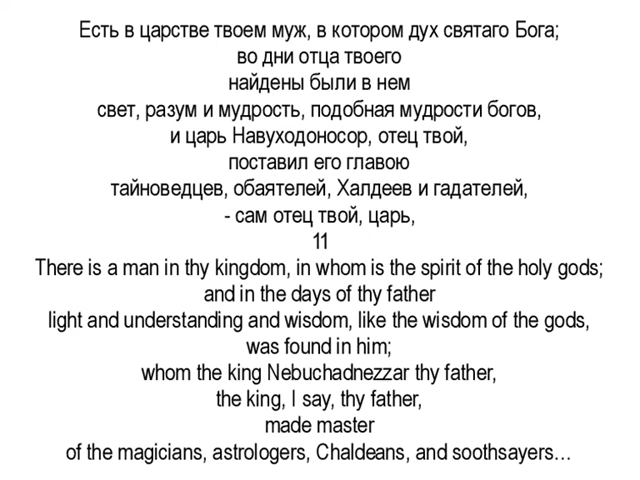 Есть в царстве твоем муж, в котором дух святаго Бога;
во дни отца твоего
найдены были в нем
свет, разум и мудрость, подобная мудрости богов,
и царь Навуходоносор, отец твой,
поставил его главою
тайноведцев, обаятелей, Халдеев и гадателей,
- сам отец твой, царь,
11
There is a man in thy kingdom, in whom is the spirit of the holy gods;
and in the days of thy father
light and understanding and wisdom, like the wisdom of the gods,
was found in him;
whom the king Nebuchadnezzar thy father,
the king, I say, thy father,
made master
of the magicians, astrologers, Chaldeans, and soothsayers…